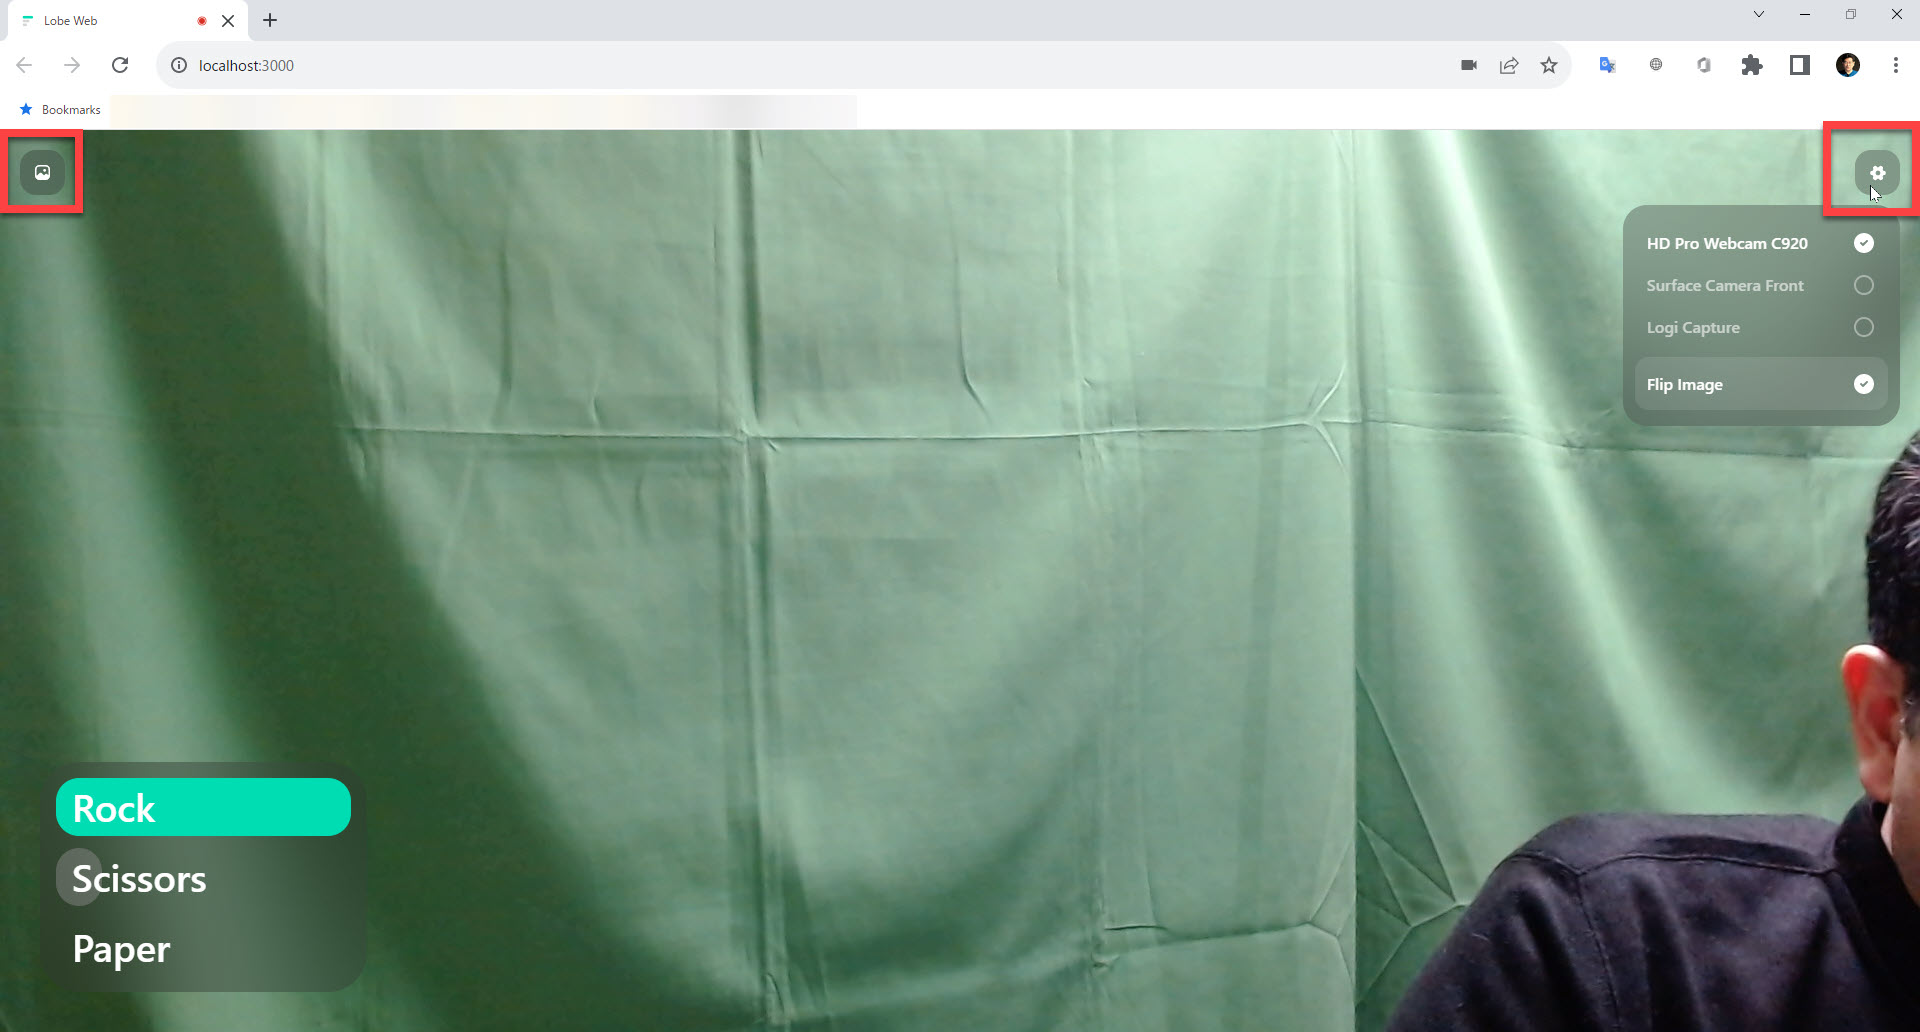 Lobe Web
localhost:3000
Bookmarks
HD Pro Webcam C920
Surface Camera Front
Logi Capture
Flip Image
Rock
Scissors
Paper